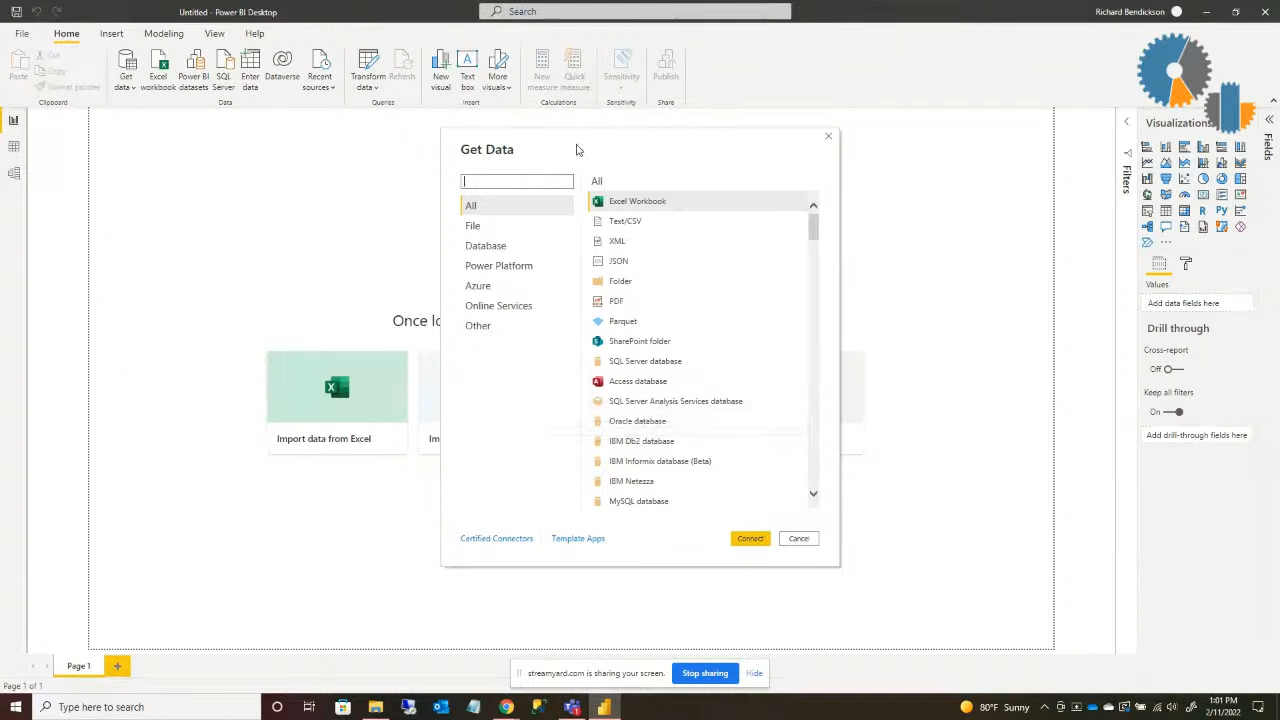 Untitled - Power BI Desktop
Search
Richard Bendickson
File Home Insert Modeling View Help
Paste
Cut
Copy
Format painter
Clipboard
Get data
Excel workbook
Power BI datasets
SQL Server
Enter data
Dataverse
Recent sources
Data
Transform data
Refresh
Queries
New visual
Text box
More visuals
Insert
New measure
Quick measure
Calculations
Sensitivity
Sensitivity
Publish
Share
Get Data
All
File
Database
Power Platform
Azure
Online Services
Other
All
Excel Workbook
Text/CSV
XML
JSON
Folder
PDF
Parquet
SharePoint folder
SQL Server database
Access database
SQL Server Analysis Services database
Oracle database
IBM Db2 database
IBM Informix database (Beta)
IBM Netezza
MySQL database
Certified Connectors
Template Apps
Connect
Cancel
Once lo
Import data from Excel
Im
Filters
Visualizations
Fields
R
Py
Values
Add data fields here
Drill through
Cross-report
Off
Keep all filters
On
Add drill-through fields here
Page 1
Page 1 of 1
streamyard.com is sharing your screen.
Stop sharing
Hide
Type here to search
80°F Sunny
1:01 PM
2/11/2022